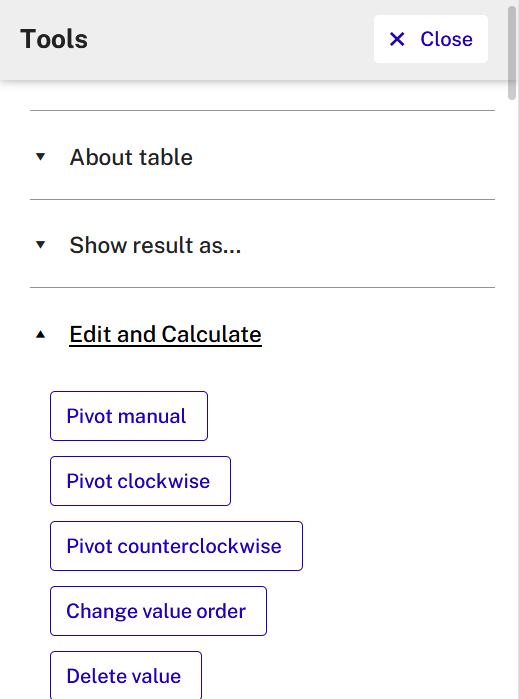 Tools
Close
About table
Show result as...
Edit and Calculate
Pivot manual
Pivot clockwise
Pivot counterclockwise
Change value order
Delete value